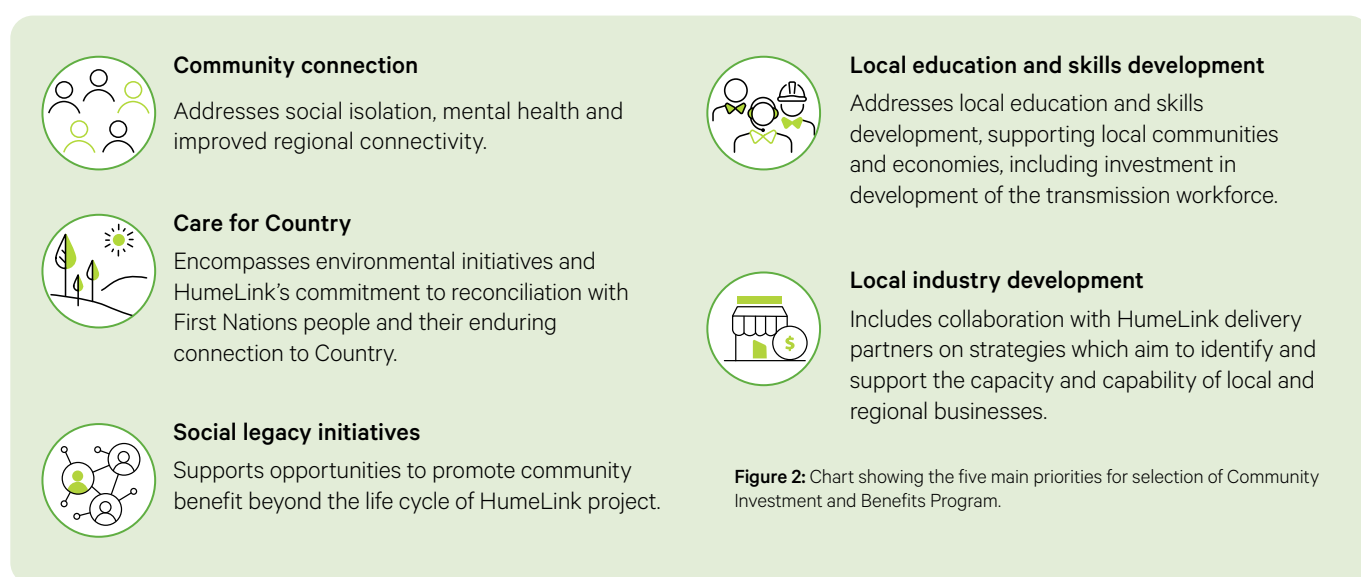 Community connection
Addresses social isolation, mental health and
improved regional connectivity.
Care for Country
Encompasses environmental initiatives and
HumeLink’s commitment to reconciliation with
First Nations people and their enduring
connection to Country.
Social legacy initiatives
Supports opportunities to promote community
benefit beyond the life cycle of HumeLink project.
Local education and skills development
Addresses local education and skills
development, supporting local communities
and economies, including investment in
development of the transmission workforce.
Local industry development
$
Includes collaboration with HumeLink delivery
partners on strategies which aim to identify and
support the capacity and capability of local and
regional businesses.
Figure 2: Chart showing the five main priorities for selection of Community
Investment and Benefits Program.